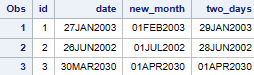 Obs id date new_month two_days
1 1 27JAN2003 01FEB2003 29JAN2003
2 2 26JUN2002 01JUL2002 28JUN2002
3 3 30MAR2030 01APR2030 01APR2030